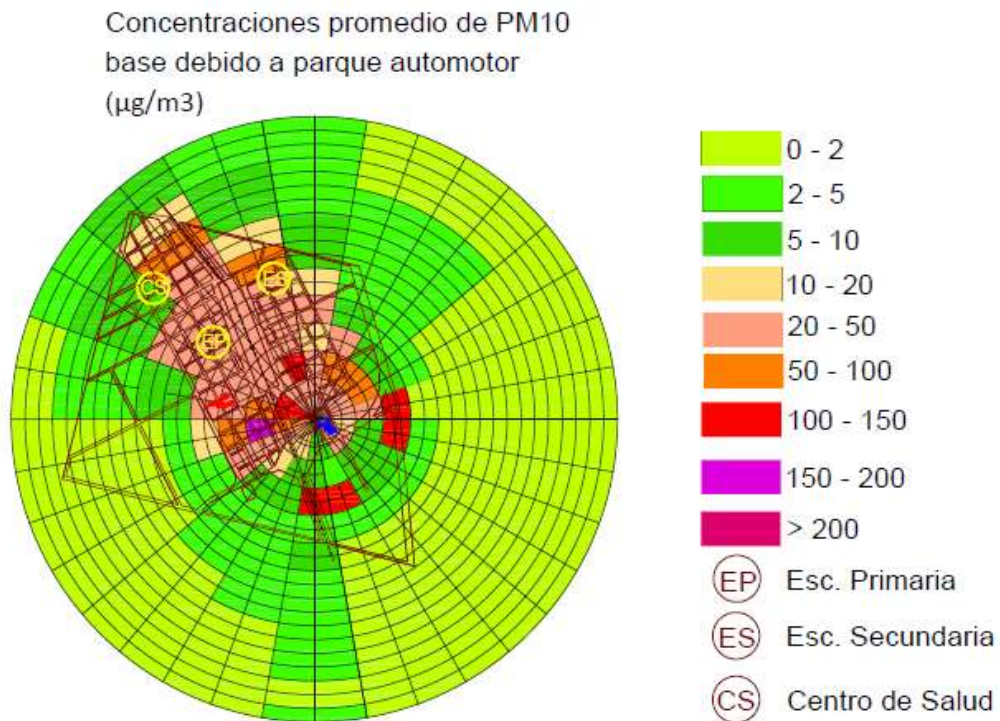 Concentraciones promedio de PM10
base debido a parque automotor
(µg/m3)
0 - 2
2 - 5
5 - 10
10 - 20
20 - 50
50 - 100
100 - 150
150 - 200
> 200
CS
ES
EP
EP Esc. Primaria
ES Esc. Secundaria
CS Centro de Salud